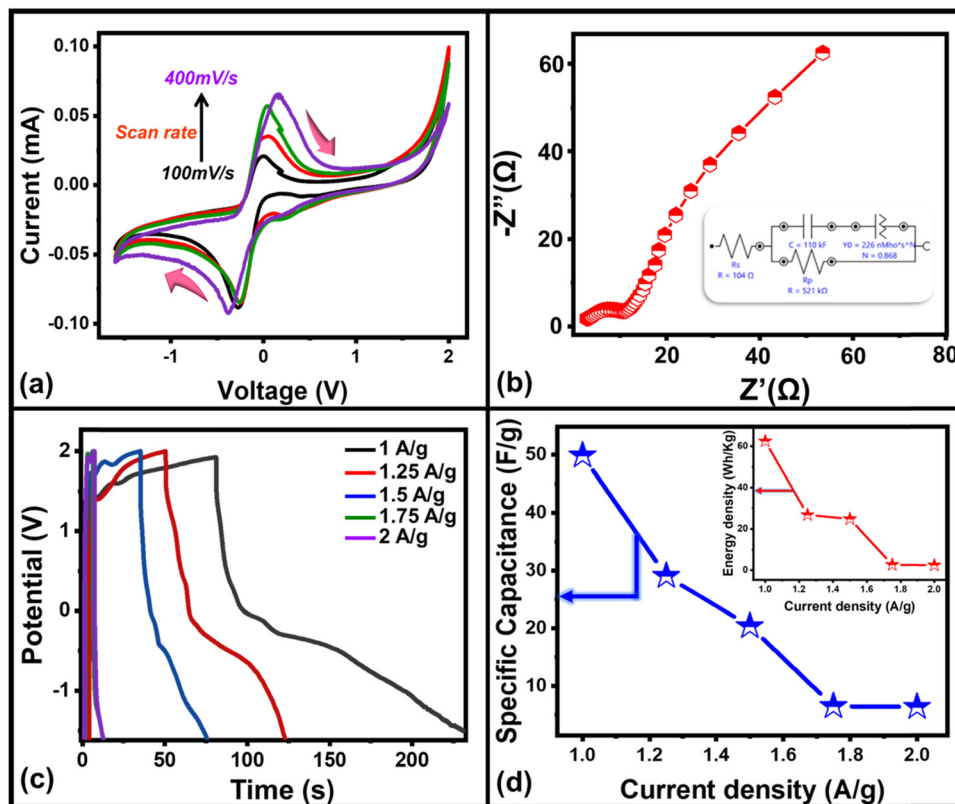 0.10
0.05
0.00
-0.05
-0.10
Current (mA)
400mV/s
Scan rate
100mV/s
-1
0
1
2
Voltage (V)
(a)
60
40
20
0
-Z''(Ω)
Rs
R = 104 Ω
C = 110 kF
Y0 = 226 nMho*s^N
N = 0.868
Rp
R = 521 kΩ
20
40
60
80
Z'(Ω)
(b)
2
1
0
-1
Potential (V)
1 A/g
1.25 A/g
1.5 A/g
1.75 A/g
2 A/g
0
50
100
150
200
Time (s)
(c)
50
40
30
20
10
Specific Capacitance (F/g)
60
40
20
0
Energy density (Wh/Kg)
1.0
1.2
1.4
1.6
1.8
2.0
Current density (A/g)
1.0
1.2
1.4
1.6
1.8
2.0
Current density (A/g)
(d)